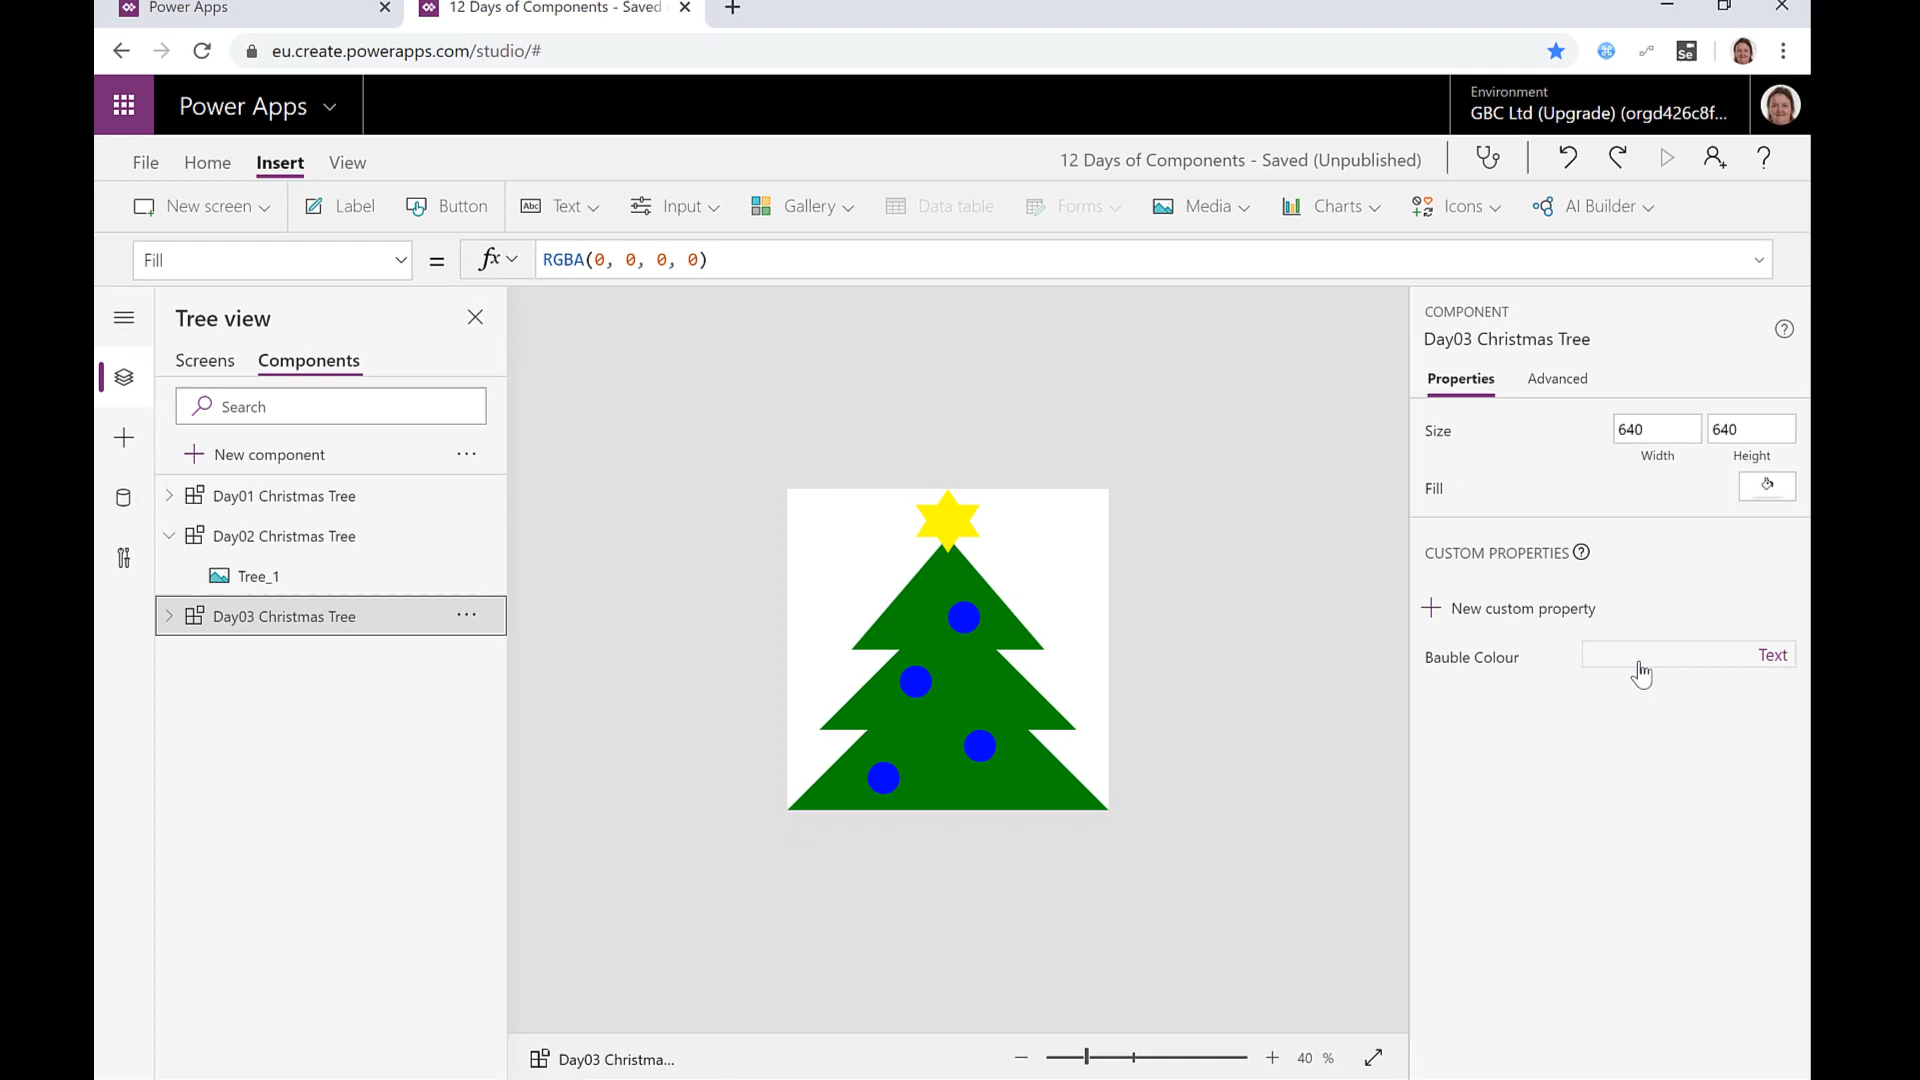 Power Apps
12 Days of Components - Saved
eu.create.powerapps.com/studio/#
Se
Power Apps
Environment
GBC Ltd (Upgrade) (orgd426c8f...
File Home Insert View
12 Days of Components - Saved (Unpublished)
New screen Label Button Abc Text Input Gallery Data table Forms Media Charts Icons AI Builder
Fill = fx RGBA(0, 0, 0, 0)
Tree view
Screens Components
Search
New component
Day01 Christmas Tree
Day02 Christmas Tree
Tree_1
Day03 Christmas Tree
COMPONENT
Day03 Christmas Tree
Properties Advanced
Size 640 640
Width Height
Fill
CUSTOM PROPERTIES
New custom property
Bauble Colour Text
Day03 Christma... 40 %